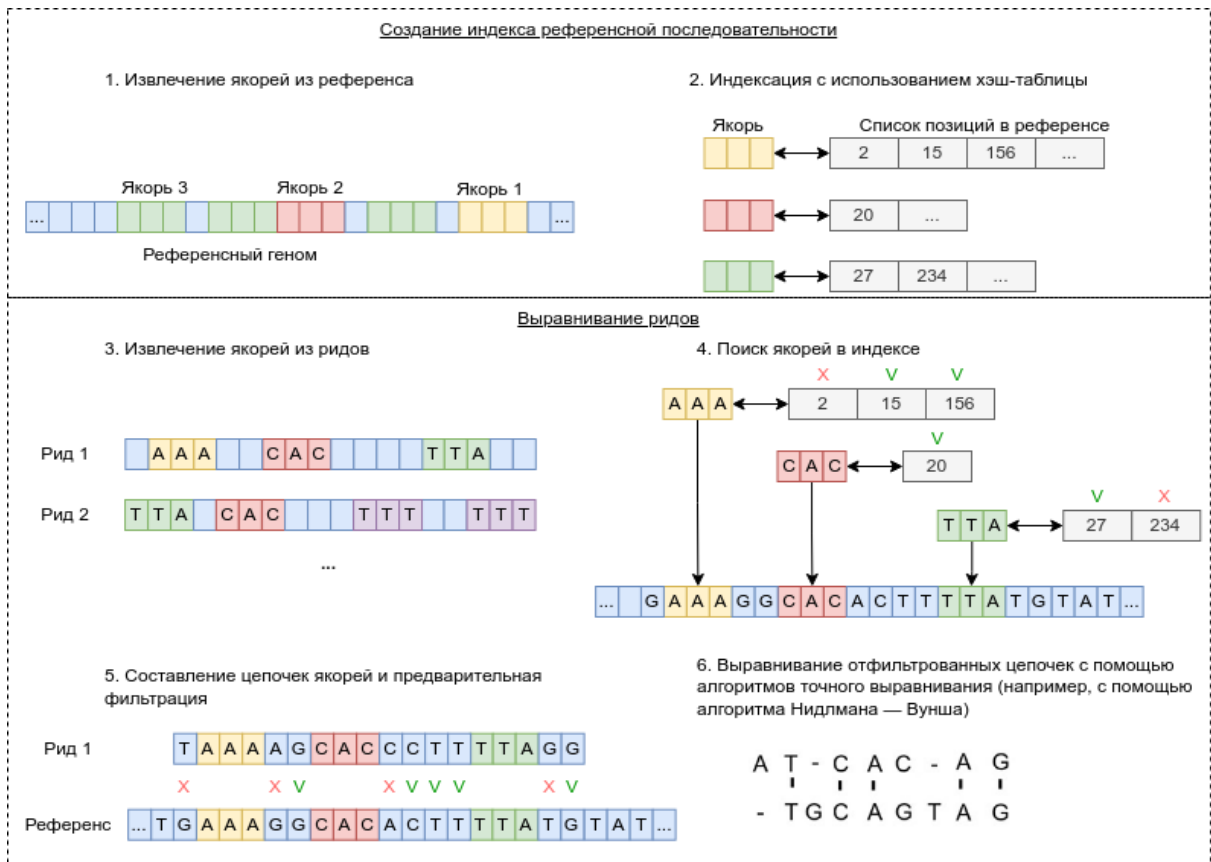 Создание индекса референсной последовательности
1. Извлечение якорей из референса
Якорь 3 Якорь 2 Якорь 1
... ...
Референсный геном
2. Индексация с использованием хэш-таблицы
Якорь Список позиций в референсе
2 15 156 ...
20 ...
27 234 ...
Выравнивание ридов
3. Извлечение якорей из ридов
Рид 1 A A A C A C T T A
Рид 2 T T A C A C T T T T T T
...
4. Поиск якорей в индексе
X V V
A A A 2 15 156
V
C A C 20
V X
T T A 27 234
... G A A A G G C A C A C T T T T A T G T A T ...
5. Составление цепочек якорей и предварительная
фильтрация
Рид 1 T A A A A G C A C C C T T T T A G G
X X V X V V V X V
Референс ... T G A A A G G C A C A C T T T T A T G T A T ...
6. Выравнивание отфильтрованных цепочек с помощью
алгоритмов точного выравнивания (например, с помощью
алгоритма Нидлмана — Вунша)
A T - C A C - A G
- T G C A G T A G